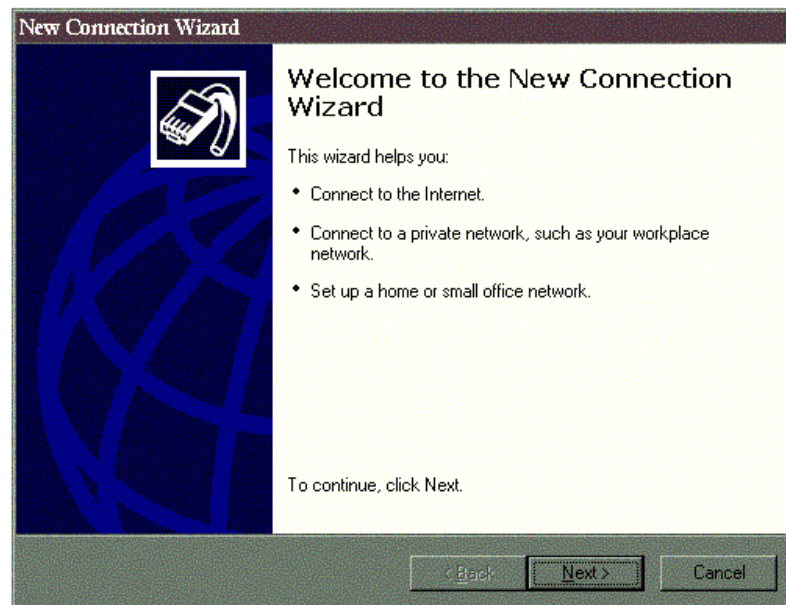 New Connection Wizard
Welcome to the New Connection
Wizard
This wizard helps you:
• Connect to the Internet.
• Connect to a private network, such as your workplace
network.
• Set up a home or small office network.
To continue, click Next.
< Back Next > Cancel